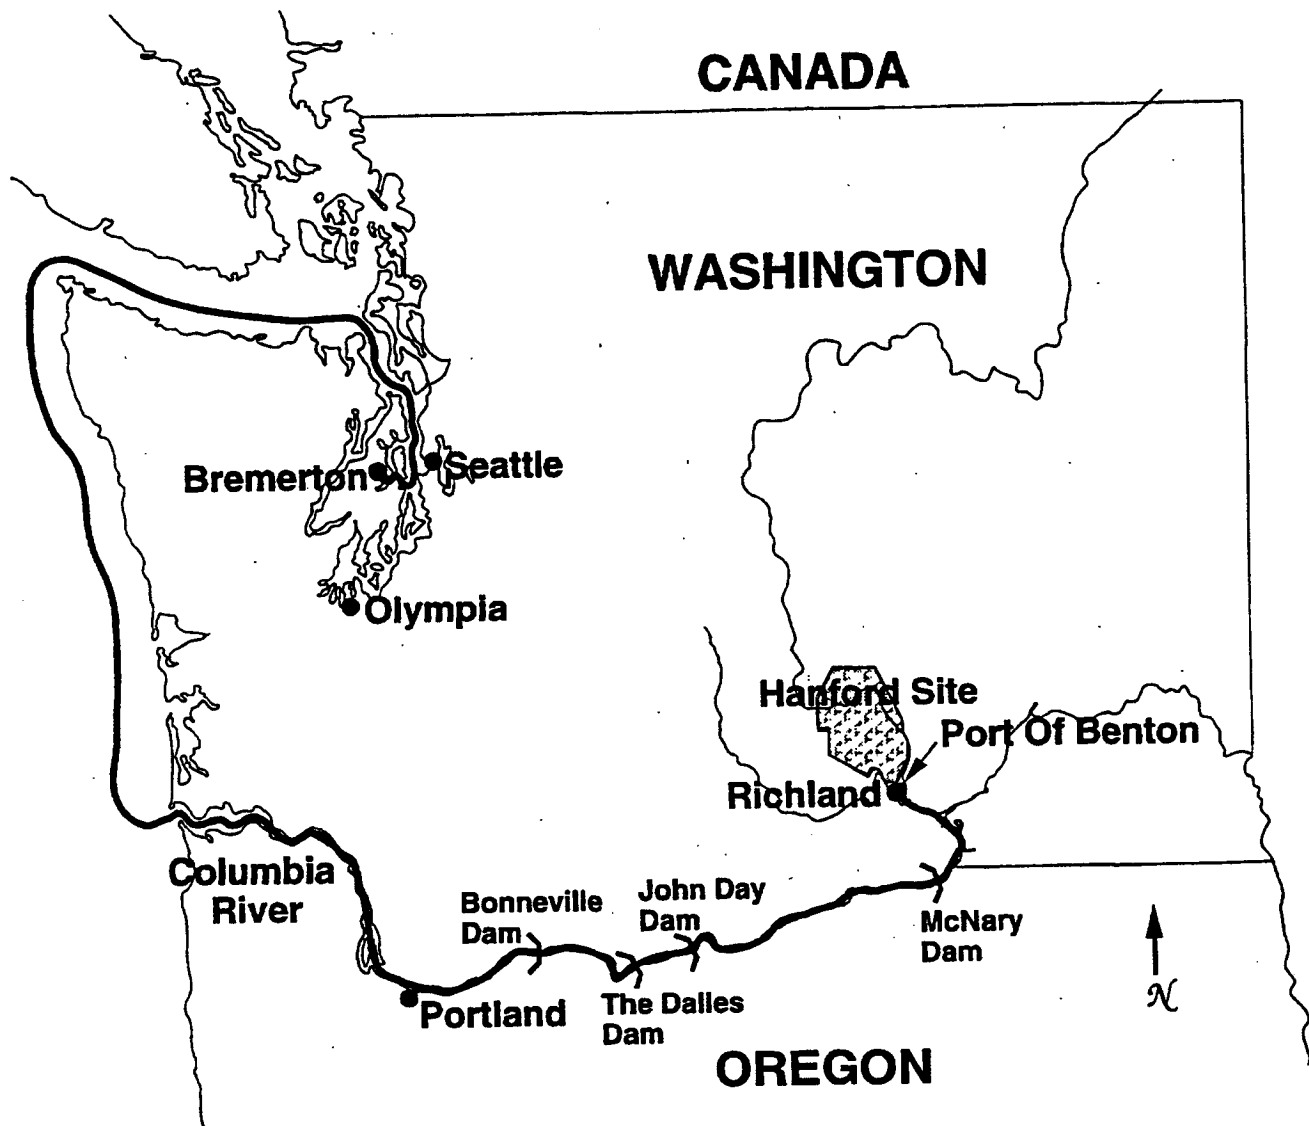 CANADA
WASHINGTON
Bremerton
Seattle
Olympia
Hanford Site
Port Of Benton
Richland
Columbia
River
Bonneville
Dam
John Day
Dam
McNary
Dam
The Dalles
Dam
Portland
N
OREGON